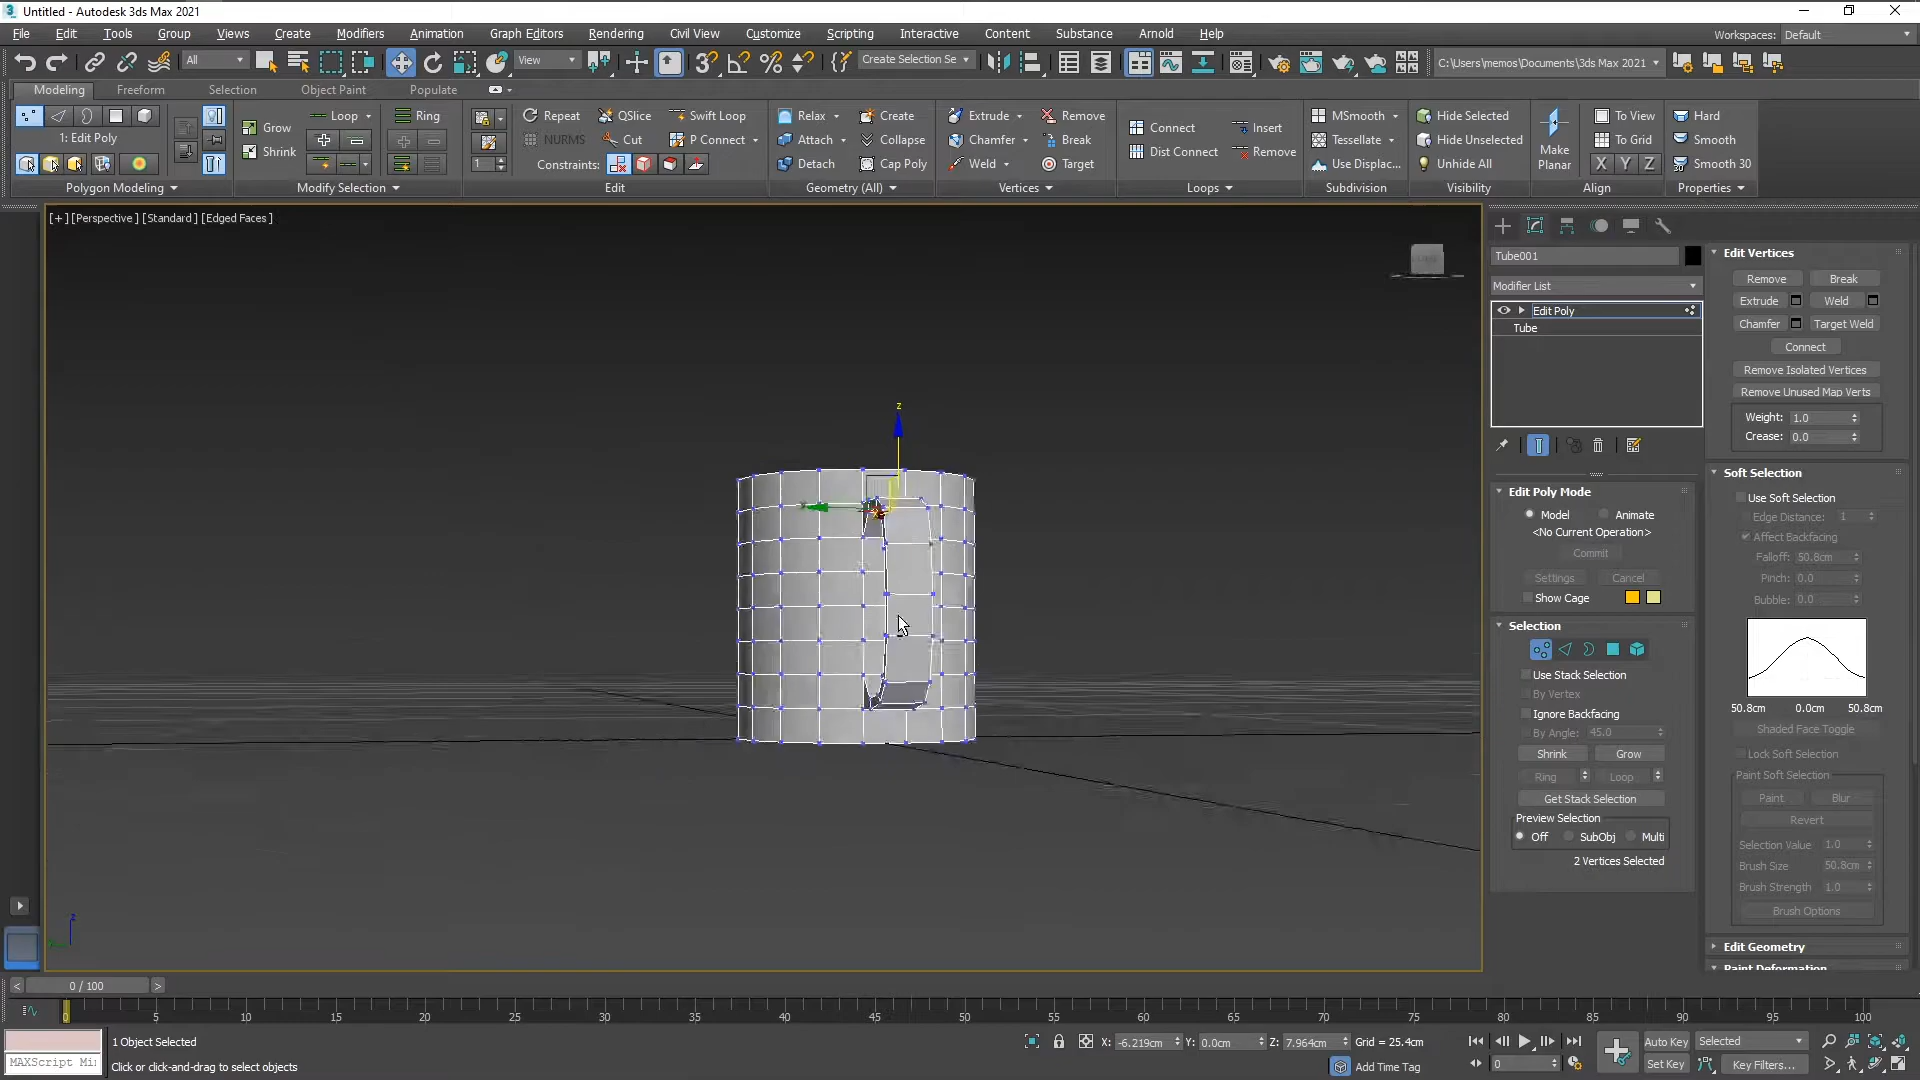 Untitled - Autodesk 3ds Max 2021
File Edit Tools Group Views Create Modifiers Animation Graph Editors Rendering Civil View Customize Scripting Interactive Content Substance Arnold Help
Workspaces: Default
All View Create Selection Se C:\Users\memos\Documents\3ds Max 2021
Modeling Freeform Selection Object Paint Populate
Loop Ring Repeat QSlice Swift Loop Relax Create Extrude Remove MSmooth Hide Selected To View Hard
1: Edit Poly Grow NURMS Cut P Connect Attach Collapse Chamfer Break Connect Insert Tessellate Hide Unselected Make Planar To Grid Smooth
Shrink 1 Constraints: Detach Cap Poly Weld Target Dist Connect Remove Use Displac... Unhide All X Y Z Smooth 30
Polygon Modeling Modify Selection Edit Geometry (All) Vertices Loops Subdivision Visibility Align Properties
[+] [Perspective ] [Standard ] [Edged Faces ]
z
Tube001
Modifier List
Edit Poly
Tube
Edit Poly Mode
Model Animate
<No Current Operation>
Commit
Settings Cancel
Show Cage
Selection
Use Stack Selection
By Vertex
Ignore Backfacing
By Angle: 45.0
Shrink Grow
Ring Loop
Get Stack Selection
Preview Selection
Off SubObj Multi
2 Vertices Selected
Edit Vertices
Remove Break
Extrude Weld
Chamfer Target Weld
Connect
Remove Isolated Vertices
Remove Unused Map Verts
Weight: 1.0
Crease: 0.0
Soft Selection
Use Soft Selection
Edge Distance: 1
Affect Backfacing
Falloff: 50.8cm
Pinch: 0.0
Bubble: 0.0
50.8cm 0.0cm 50.8cm
Shaded Face Toggle
Lock Soft Selection
Paint Soft Selection
Paint Blur
Revert
Selection Value 1.0
Brush Size 50.8cm
Brush Strength 1.0
Brush Options
Edit Geometry
Paint Deformation
z
< 0 / 100 >
0 5 10 15 20 25 30 35 40 45 50 55 60 65 70 75 80 85 90 95 100
1 Object Selected X: -6.219cm Y: 0.0cm Z: 7.964cm Grid = 25.4cm Auto Key Selected
MAXScript Mi Click or click-and-drag to select objects Add Time Tag 0 Set Key Key Filters...